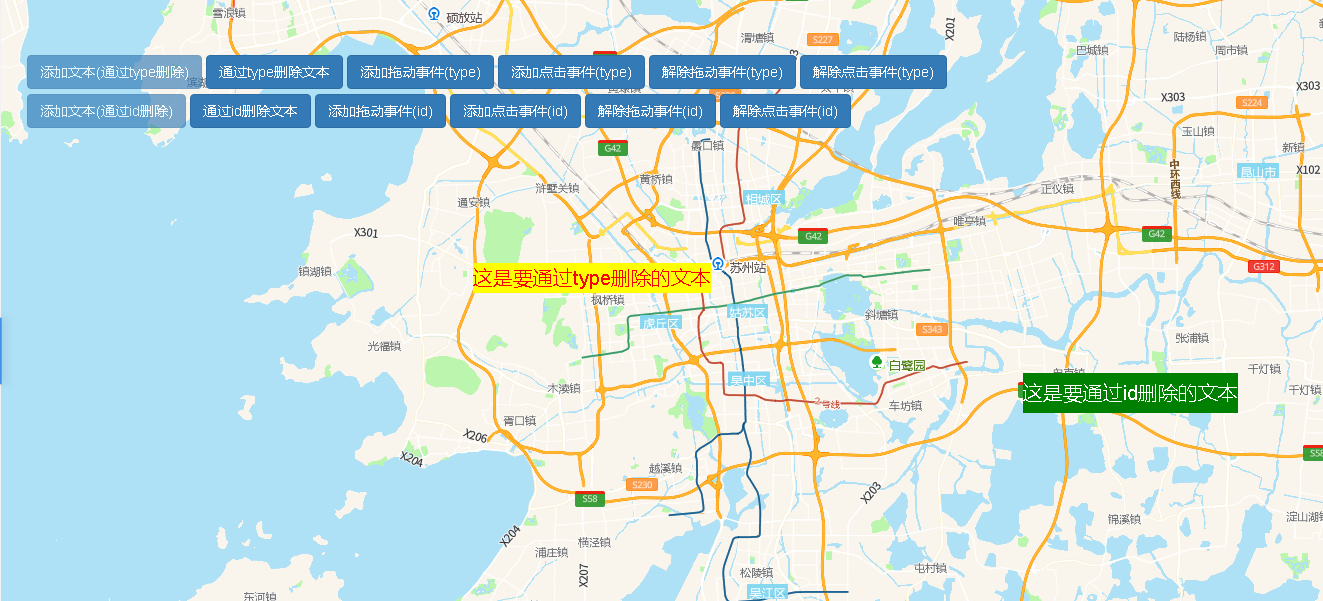 雪浪镇
硕放站
渭塘镇
S227
X201
陆杨镇
巴城镇
周市镇
添加文本(通过type删除)
通过type删除文本
添加拖动事件(type)
添加点击事件(type)
解除拖动事件(type)
解除点击事件(type)
X303
X303
S224
添加文本(通过id删除)
通过id删除文本
添加拖动事件(id)
添加点击事件(id)
解除拖动事件(id)
解除点击事件(id)
玉山镇
G42
新镇
黄桥镇
浒墅关镇
中环西线
昆山市
X102
正仪镇
相城区
通安镇
唯亭镇
X301
G42
G42
镇湖镇
苏州站
G312
这是要通过type删除的文本
枫桥镇
姑苏区
虎丘区
斜塘镇
S343
光福镇
张浦镇
白鹭园
千灯镇
吴中区
木渎镇
这是要通过id删除的文本
千灯镇
2号线
车坊镇
胥口镇
X206
X204
越溪镇
S58
S230
S58
X203
锦溪镇
淀山湖镇
X204
横泾镇
浦庄镇
X207
松陵镇
屯村镇
吴江区
东河镇